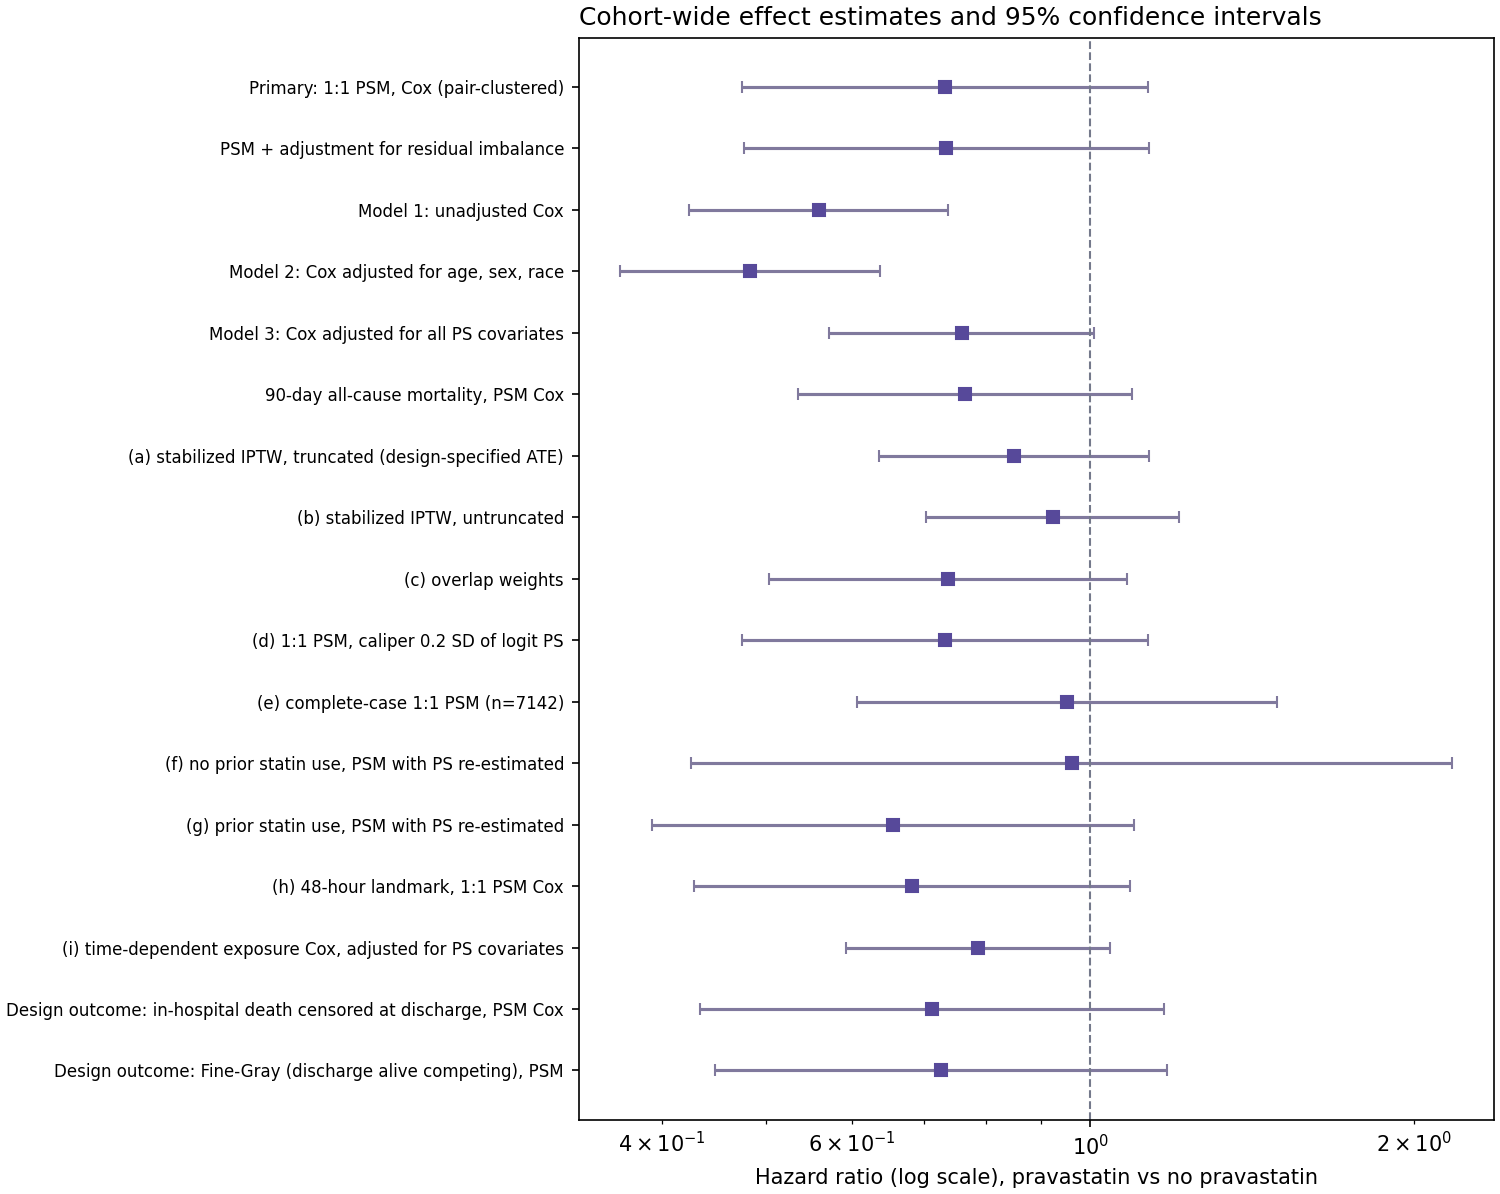 Cohort-wide effect estimates and 95% confidence intervals
Primary: 1:1 PSM, Cox (pair-clustered)
PSM + adjustment for residual imbalance
Model 1: unadjusted Cox
Model 2: Cox adjusted for age, sex, race
Model 3: Cox adjusted for all PS covariates
90-day all-cause mortality, PSM Cox
(a) stabilized IPTW, truncated (design-specified ATE)
(b) stabilized IPTW, untruncated
(c) overlap weights
(d) 1:1 PSM, caliper 0.2 SD of logit PS
(e) complete-case 1:1 PSM (n=7142)
(f) no prior statin use, PSM with PS re-estimated
(g) prior statin use, PSM with PS re-estimated
(h) 48-hour landmark, 1:1 PSM Cox
(i) time-dependent exposure Cox, adjusted for PS covariates
Design outcome: in-hospital death censored at discharge, PSM Cox
Design outcome: Fine-Gray (discharge alive competing), PSM
4 × 10⁻¹ 6 × 10⁻¹ 10⁰ 2 × 10⁰
Hazard ratio (log scale), pravastatin vs no pravastatin